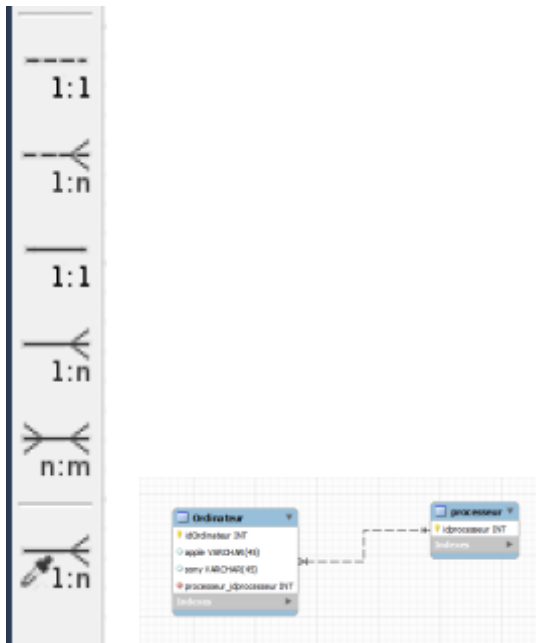 1:1
1:n
1:1
1:n
n:m
1:n
Ordinateur
idOrdinateur INT
apple VARCHAR(45)
sony VARCHAR(45)
processeur_idprocesseur INT
Indexes
processeur
idprocesseur INT
Indexes